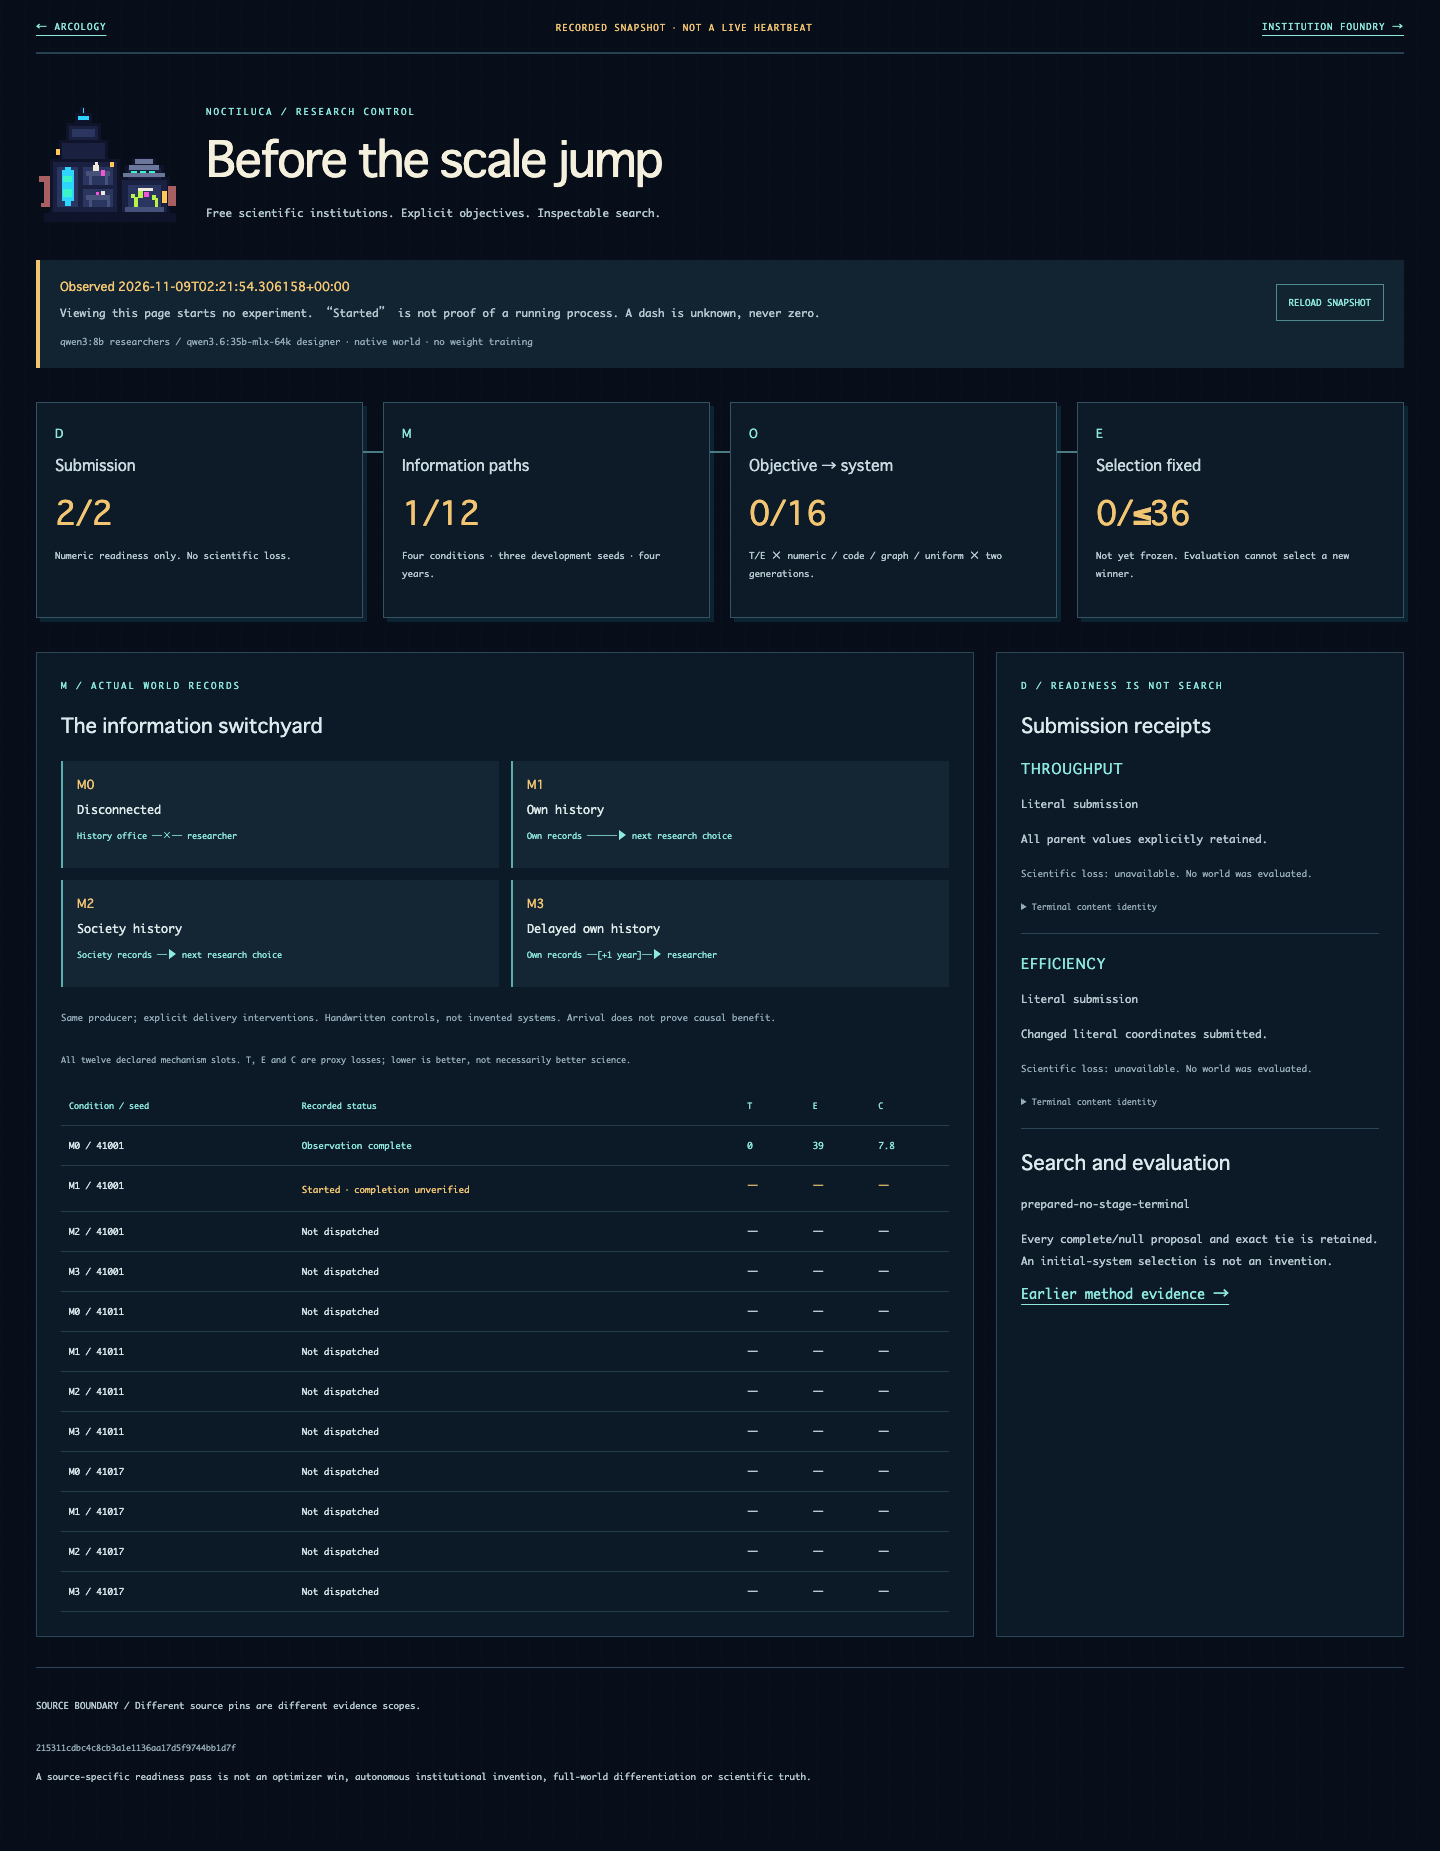 ← ARCOLOGY
RECORDED SNAPSHOT · NOT A LIVE HEARTBEAT
INSTITUTION FOUNDRY →
NOCTILUCA / RESEARCH CONTROL
Before the scale jump
Free scientific institutions. Explicit objectives. Inspectable search.
Observed 2026-11-09T02:21:54.306158+00:00
Viewing this page starts no experiment. “Started” is not proof of a running process. A dash is unknown, never zero.
qwen3:8b researchers / qwen3.6:35b-mlx-64k designer · native world · no weight training
RELOAD SNAPSHOT
D
Submission
2/2
Numeric readiness only. No scientific loss.
M
Information paths
1/12
Four conditions · three development seeds · four
years.
O
Objective → system
0/16
T/E × numeric / code / graph / uniform × two
generations.
E
Selection fixed
0/≤36
Not yet frozen. Evaluation cannot select a new
winner.
M / ACTUAL WORLD RECORDS
The information switchyard
M0
Disconnected
History office —×— researcher
M1
Own history
Own records ———▶ next research choice
M2
Society history
Society records —▶ next research choice
M3
Delayed own history
Own records —[+1 year]—▶ researcher
Same producer; explicit delivery interventions. Handwritten controls, not invented systems. Arrival does not prove causal benefit.
All twelve declared mechanism slots. T, E and C are proxy losses; lower is better, not necessarily better science.
Condition / seed Recorded status T E C
M0 / 41001 Observation complete 0 39 7.8
M1 / 41001 Started · completion unverified — — —
M2 / 41001 Not dispatched — — —
M3 / 41001 Not dispatched — — —
M0 / 41011 Not dispatched — — —
M1 / 41011 Not dispatched — — —
M2 / 41011 Not dispatched — — —
M3 / 41011 Not dispatched — — —
M0 / 41017 Not dispatched — — —
M1 / 41017 Not dispatched — — —
M2 / 41017 Not dispatched — — —
M3 / 41017 Not dispatched — — —
D / READINESS IS NOT SEARCH
Submission receipts
THROUGHPUT
Literal submission
All parent values explicitly retained.
Scientific loss: unavailable. No world was evaluated.
▶ Terminal content identity
EFFICIENCY
Literal submission
Changed literal coordinates submitted.
Scientific loss: unavailable. No world was evaluated.
▶ Terminal content identity
Search and evaluation
prepared-no-stage-terminal
Every complete/null proposal and exact tie is retained.
An initial-system selection is not an invention.
Earlier method evidence →
SOURCE BOUNDARY / Different source pins are different evidence scopes.
215311cdbc4c8cb3a1e1136aa17d5f9744bb1d7f
A source-specific readiness pass is not an optimizer win, autonomous institutional invention, full-world differentiation or scientific truth.